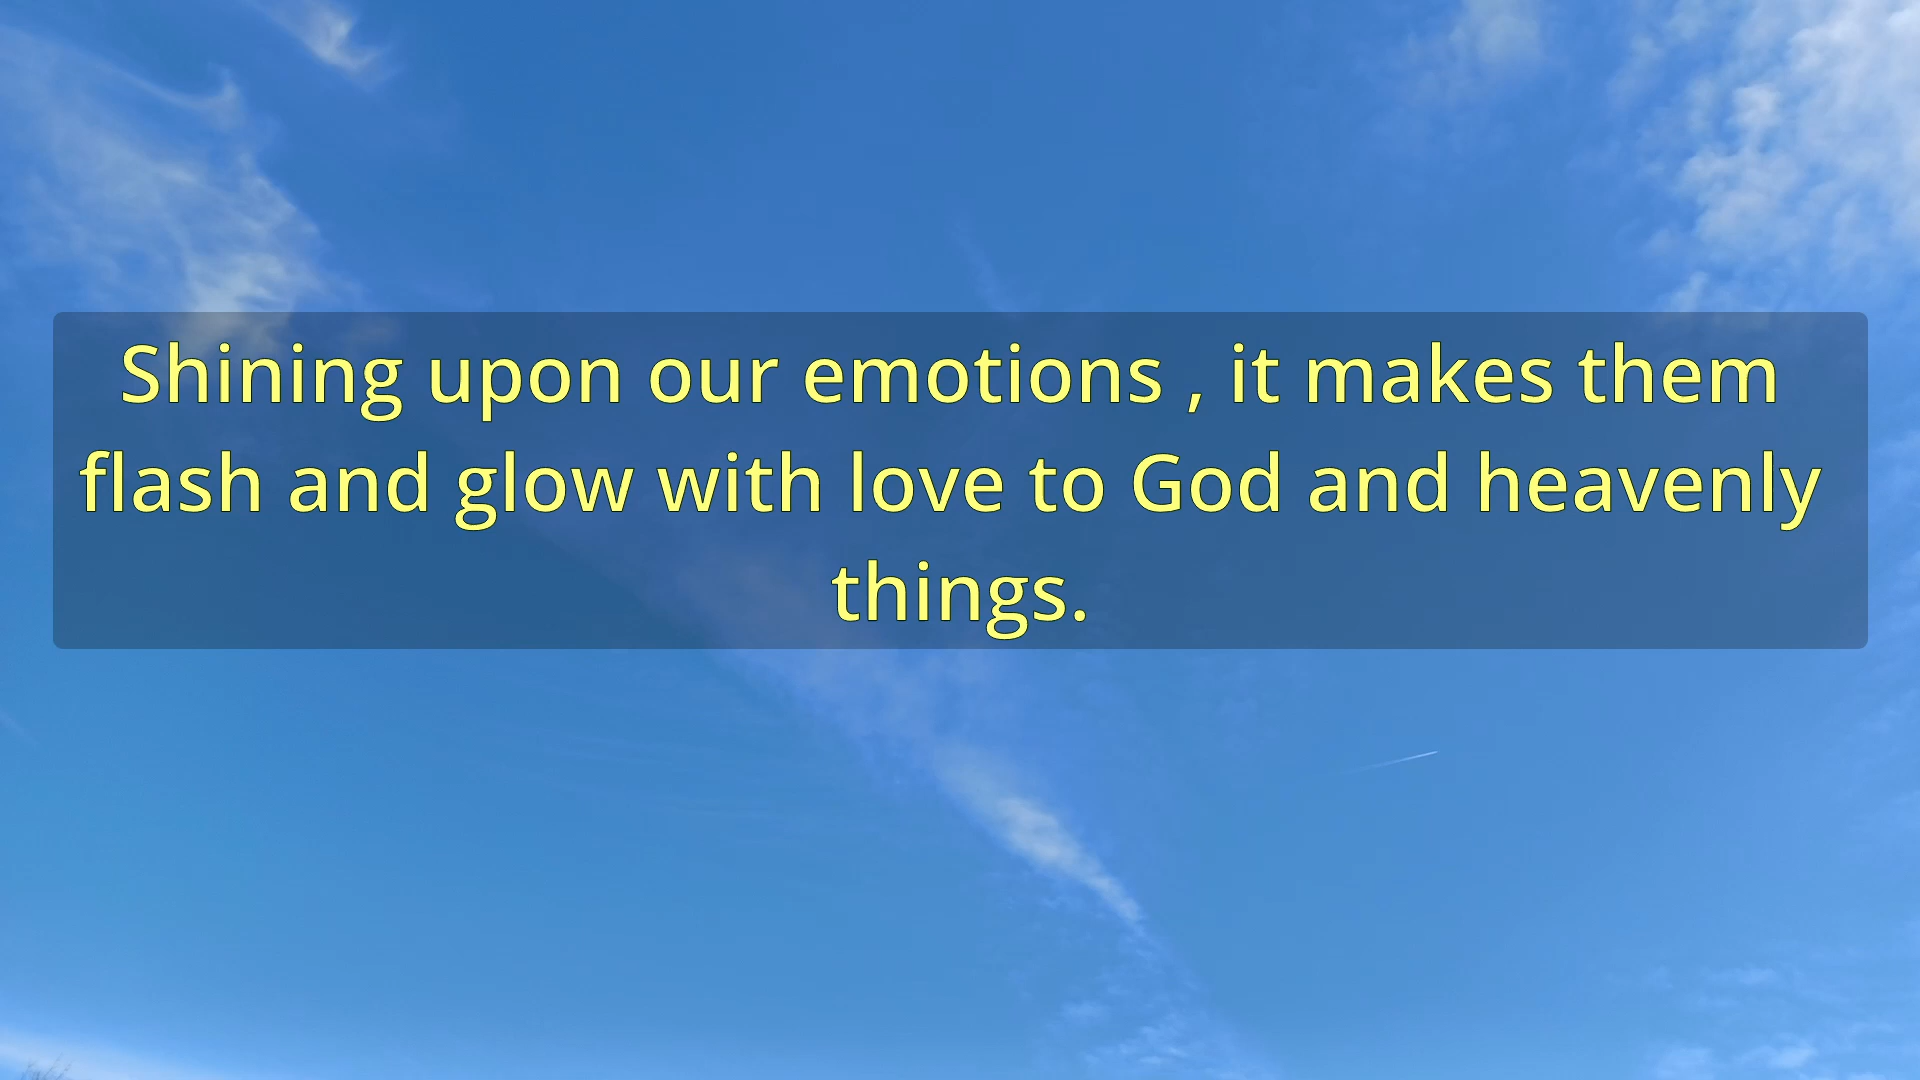 Shining upon our emotions , it makes them
flash and glow with love to God and heavenly
things.